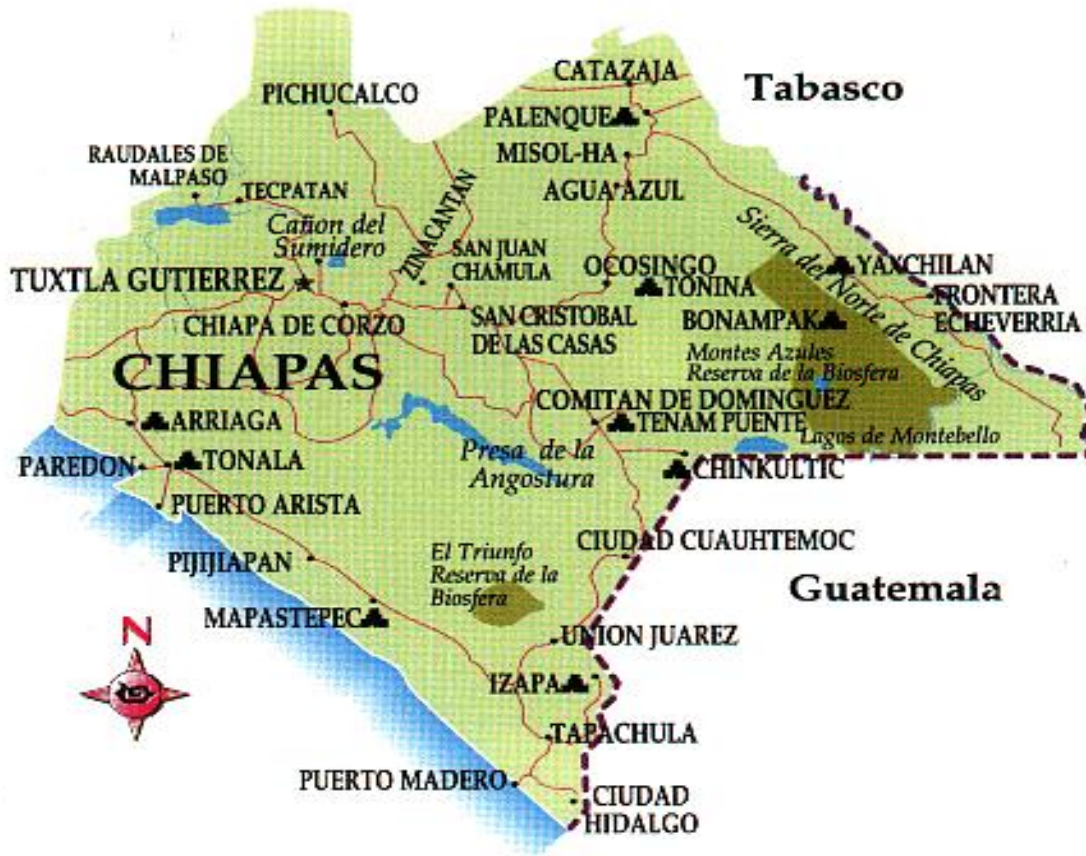 CATAZAJA
Tabasco
PICHUCALCO
PALENQUE
MISOL-HA
RAUDALES DE
MALPASO
TECPATAN
AGUA AZUL
Cañon del
Sumidero
ZINACANTAN
SAN JUAN
CHAMULA
Sierra del Norte de Chiapas
TUXTLA GUTIERREZ
OCOSINGO
TONINA
YAXCHILAN
FRONTERA
ECHEVERRIA
CHIAPA DE CORZO
SAN CRISTOBAL
DE LAS CASAS
BONAMPAK
Montes Azules
Reserva de la Biosfera
CHIAPAS
COMITAN DE DOMINGUEZ
ARRIAGA
TENAM PUENTE
Lagos de Montebello
PAREDON
TONALA
Presa de la
Angostura
CHINKULTIC
PUERTO ARISTA
PIJIJIAPAN
El Triunfo
Reserva de la
Biosfera
CIUDAD CUAUHTEMOC
Guatemala
MAPASTEPEC
UNION JUAREZ
N
IZAPA
TAPACHULA
PUERTO MADERO
CIUDAD
HIDALGO